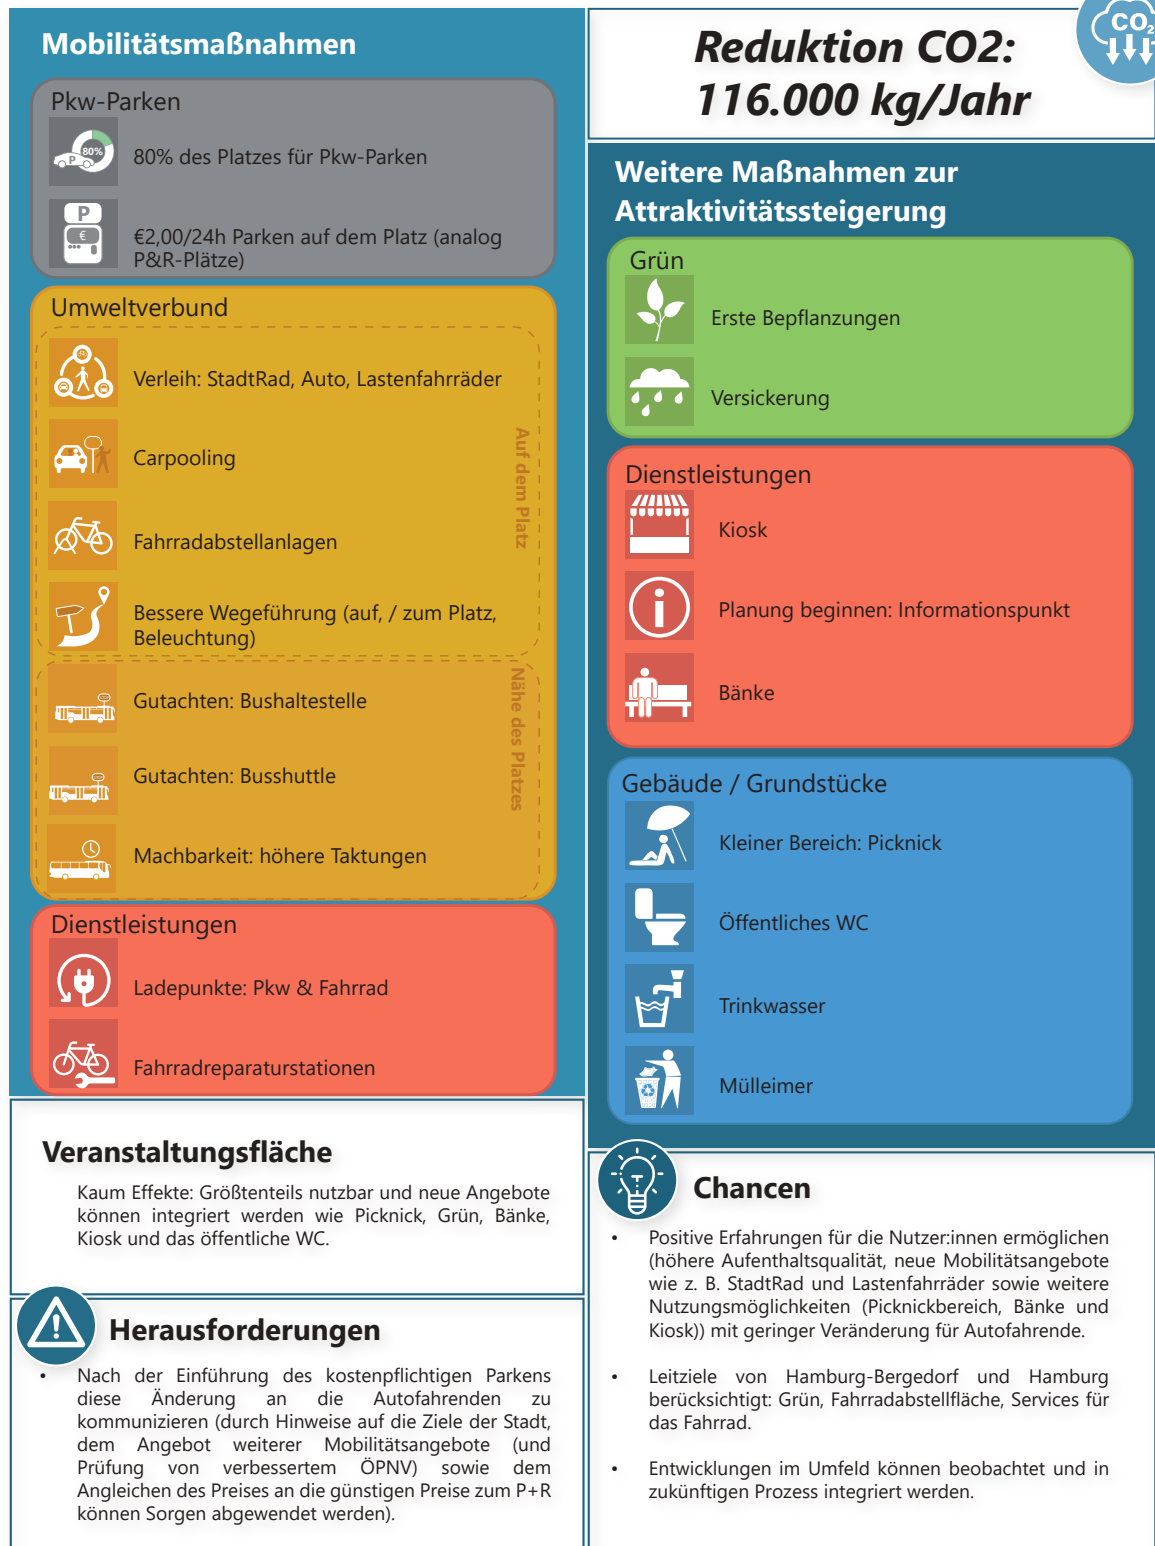 Mobilitätsmaßnahmen
Pkw-Parken
80%
80% des Platzes für Pkw-Parken
P
P
€
€2,00/24h Parken auf dem Platz (analog
P&R-Plätze)
Umweltverbund
Verleih: StadtRad, Auto, Lastenfahrräder
Carpooling
Fahrradabstellanlagen
Bessere Wegeführung (auf, / zum Platz,
Beleuchtung)
Auf dem Platz
Gutachten: Bushaltestelle
Gutachten: Busshuttle
Machbarkeit: höhere Taktungen
Nähe des Platzes
Dienstleistungen
Ladepunkte: Pkw & Fahrrad
Fahrradreparaturstationen
Veranstaltungsfläche
Kaum Effekte: Größtenteils nutzbar und neue Angebote
können integriert werden wie Picknick, Grün, Bänke,
Kiosk und das öffentliche WC.
Herausforderungen
• Nach der Einführung des kostenpflichtigen Parkens
diese Änderung an die Autofahrenden zu
kommunizieren (durch Hinweise auf die Ziele der Stadt,
dem Angebot weiterer Mobilitätsangebote (und
Prüfung von verbessertem ÖPNV) sowie dem
Angleichen des Preises an die günstigen Preise zum P+R
können Sorgen abgewendet werden).
Reduktion CO2:
116.000 kg/Jahr
CO2
Weitere Maßnahmen zur
Attraktivitätssteigerung
Grün
Erste Bepflanzungen
Versickerung
Dienstleistungen
Kiosk
Planung beginnen: Informationspunkt
Bänke
Gebäude / Grundstücke
Kleiner Bereich: Picknick
Öffentliches WC
Trinkwasser
Mülleimer
Chancen
• Positive Erfahrungen für die Nutzer:innen ermöglichen
(höhere Aufenthaltsqualität, neue Mobilitätsangebote
wie z. B. StadtRad und Lastenfahrräder sowie weitere
Nutzungsmöglichkeiten (Picknickbereich, Bänke und
Kiosk)) mit geringer Veränderung für Autofahrende.
• Leitziele von Hamburg-Bergedorf und Hamburg
berücksichtigt: Grün, Fahrradabstellfläche, Services für
das Fahrrad.
• Entwicklungen im Umfeld können beobachtet und in
zukünftigen Prozess integriert werden.